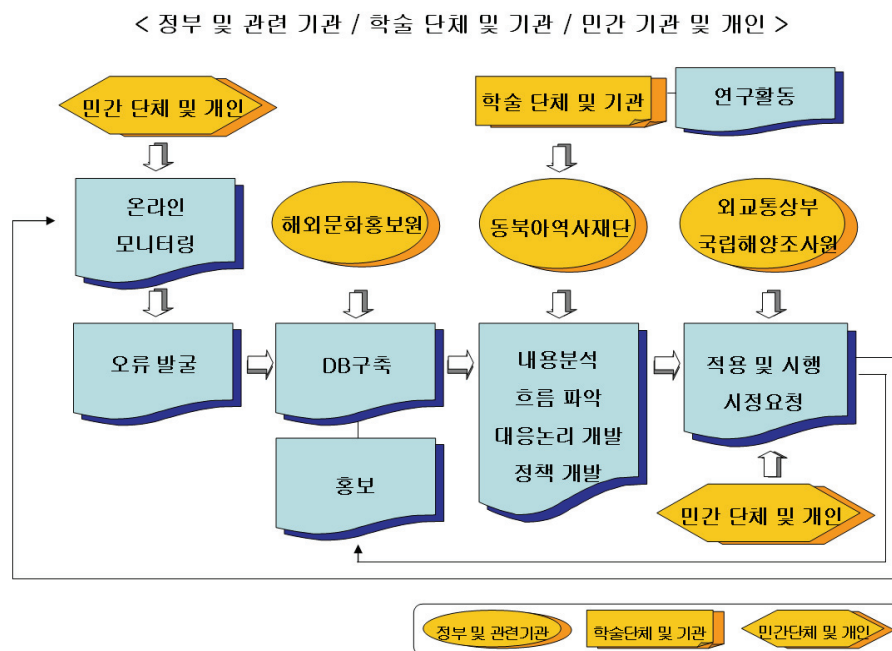 < 정부 및 관련 기관 / 학술 단체 및 기관 / 민간 기관 및 개인 >
민간 단체 및 개인
학술 단체 및 기관
연구활동
온라인
모니터링
해외문화홍보원
동북아역사재단
외교통상부
국립해양조사원
오류 발굴
DB구축
내용분석
흐름 파악
대응논리 개발
정책 개발
적용 및 시행
시정요청
홍보
민간 단체 및 개인
정부 및 관련기관
학술단체 및 기관
민간단체 및 개인